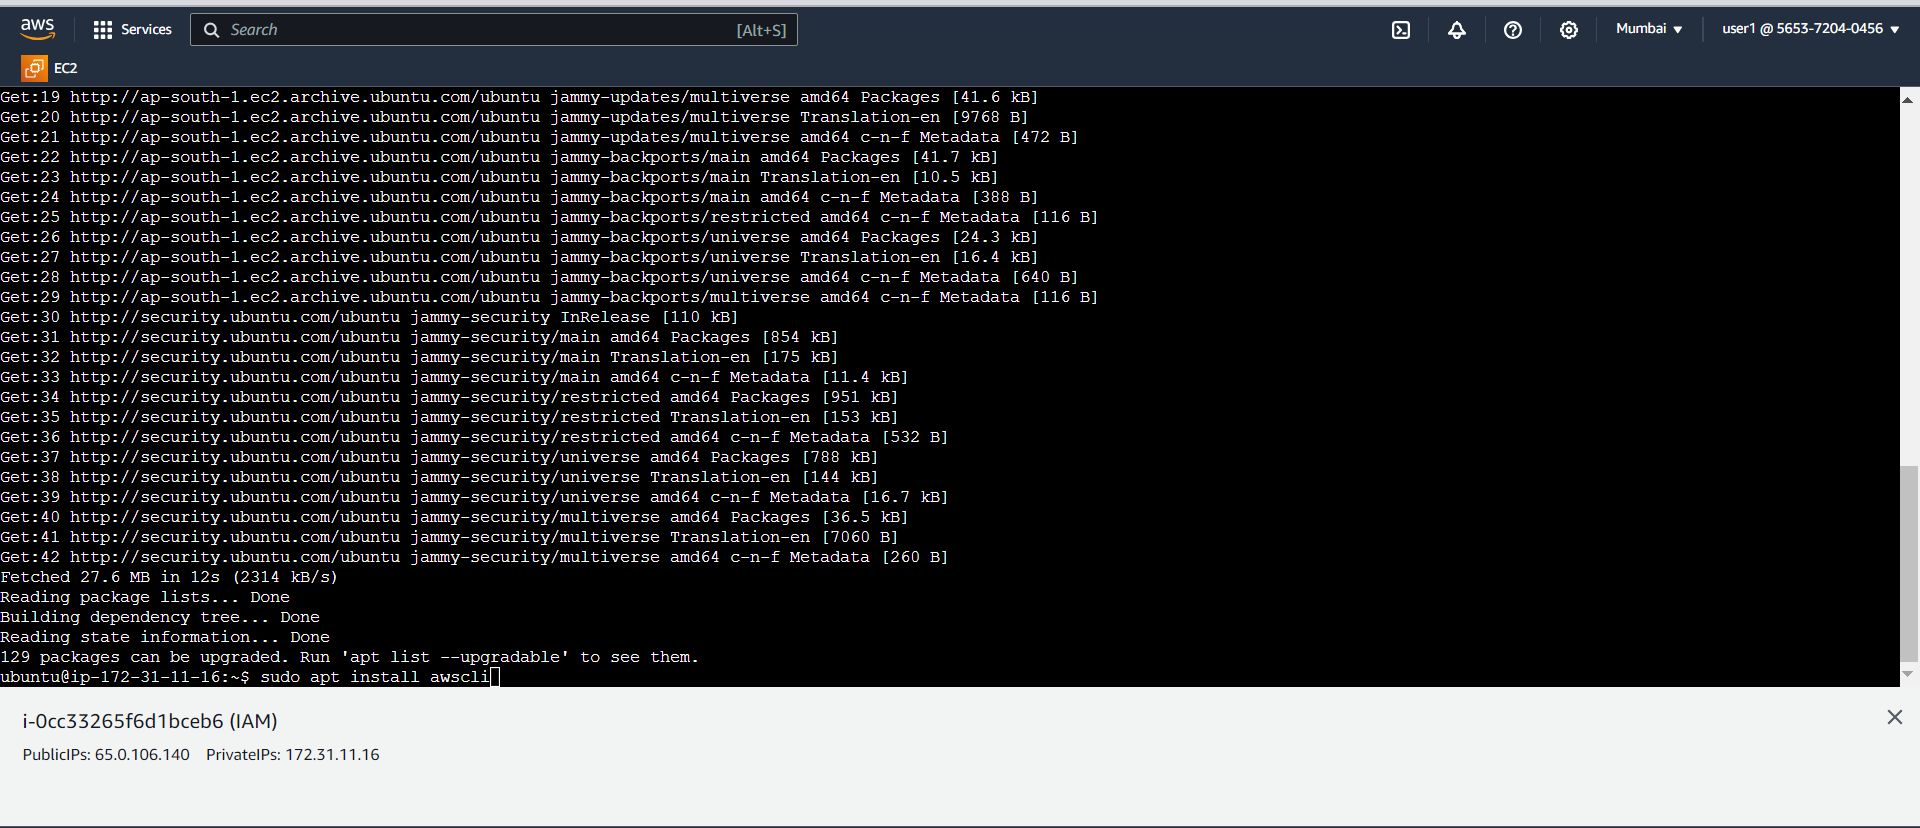 aws
Services
Search [Alt+S]
Mumbai
user1 @ 5653-7204-0456
EC2
Get:19 http://ap-south-1.ec2.archive.ubuntu.com/ubuntu jammy-updates/multiverse amd64 Packages [41.6 kB]
Get:20 http://ap-south-1.ec2.archive.ubuntu.com/ubuntu jammy-updates/multiverse Translation-en [9768 B]
Get:21 http://ap-south-1.ec2.archive.ubuntu.com/ubuntu jammy-updates/multiverse amd64 c-n-f Metadata [472 B]
Get:22 http://ap-south-1.ec2.archive.ubuntu.com/ubuntu jammy-backports/main amd64 Packages [41.7 kB]
Get:23 http://ap-south-1.ec2.archive.ubuntu.com/ubuntu jammy-backports/main Translation-en [10.5 kB]
Get:24 http://ap-south-1.ec2.archive.ubuntu.com/ubuntu jammy-backports/main amd64 c-n-f Metadata [388 B]
Get:25 http://ap-south-1.ec2.archive.ubuntu.com/ubuntu jammy-backports/restricted amd64 c-n-f Metadata [116 B]
Get:26 http://ap-south-1.ec2.archive.ubuntu.com/ubuntu jammy-backports/universe amd64 Packages [24.3 kB]
Get:27 http://ap-south-1.ec2.archive.ubuntu.com/ubuntu jammy-backports/universe Translation-en [16.4 kB]
Get:28 http://ap-south-1.ec2.archive.ubuntu.com/ubuntu jammy-backports/universe amd64 c-n-f Metadata [640 B]
Get:29 http://ap-south-1.ec2.archive.ubuntu.com/ubuntu jammy-backports/multiverse amd64 c-n-f Metadata [116 B]
Get:30 http://security.ubuntu.com/ubuntu jammy-security InRelease [110 kB]
Get:31 http://security.ubuntu.com/ubuntu jammy-security/main amd64 Packages [854 kB]
Get:32 http://security.ubuntu.com/ubuntu jammy-security/main Translation-en [175 kB]
Get:33 http://security.ubuntu.com/ubuntu jammy-security/main amd64 c-n-f Metadata [11.4 kB]
Get:34 http://security.ubuntu.com/ubuntu jammy-security/restricted amd64 Packages [951 kB]
Get:35 http://security.ubuntu.com/ubuntu jammy-security/restricted Translation-en [153 kB]
Get:36 http://security.ubuntu.com/ubuntu jammy-security/restricted amd64 c-n-f Metadata [532 B]
Get:37 http://security.ubuntu.com/ubuntu jammy-security/universe amd64 Packages [788 kB]
Get:38 http://security.ubuntu.com/ubuntu jammy-security/universe Translation-en [144 kB]
Get:39 http://security.ubuntu.com/ubuntu jammy-security/universe amd64 c-n-f Metadata [16.7 kB]
Get:40 http://security.ubuntu.com/ubuntu jammy-security/multiverse amd64 Packages [36.5 kB]
Get:41 http://security.ubuntu.com/ubuntu jammy-security/multiverse Translation-en [7060 B]
Get:42 http://security.ubuntu.com/ubuntu jammy-security/multiverse amd64 c-n-f Metadata [260 B]
Fetched 27.6 MB in 12s (2314 kB/s)
Reading package lists... Done
Building dependency tree... Done
Reading state information... Done
129 packages can be upgraded. Run 'apt list --upgradable' to see them.
ubuntu@ip-172-31-11-16:~$ sudo apt install awscli
i-0cc33265f6d1bceb6 (IAM)
PublicIPs: 65.0.106.140 PrivateIPs: 172.31.11.16